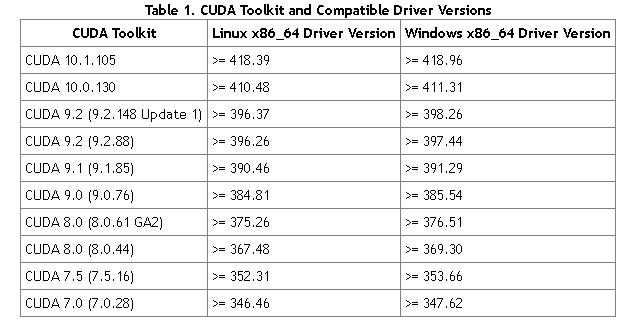 Table 1. CUDA Toolkit and Compatible Driver Versions
CUDA Toolkit Linux x86_64 Driver Version Windows x86_64 Driver Version
CUDA 10.1.105 >= 418.39 >= 418.96
CUDA 10.0.130 >= 410.48 >= 411.31
CUDA 9.2 (9.2.148 Update 1) >= 396.37 >= 398.26
CUDA 9.2 (9.2.88) >= 396.26 >= 397.44
CUDA 9.1 (9.1.85) >= 390.46 >= 391.29
CUDA 9.0 (9.0.76) >= 384.81 >= 385.54
CUDA 8.0 (8.0.61 GA2) >= 375.26 >= 376.51
CUDA 8.0 (8.0.44) >= 367.48 >= 369.30
CUDA 7.5 (7.5.16) >= 352.31 >= 353.66
CUDA 7.0 (7.0.28) >= 346.46 >= 347.62